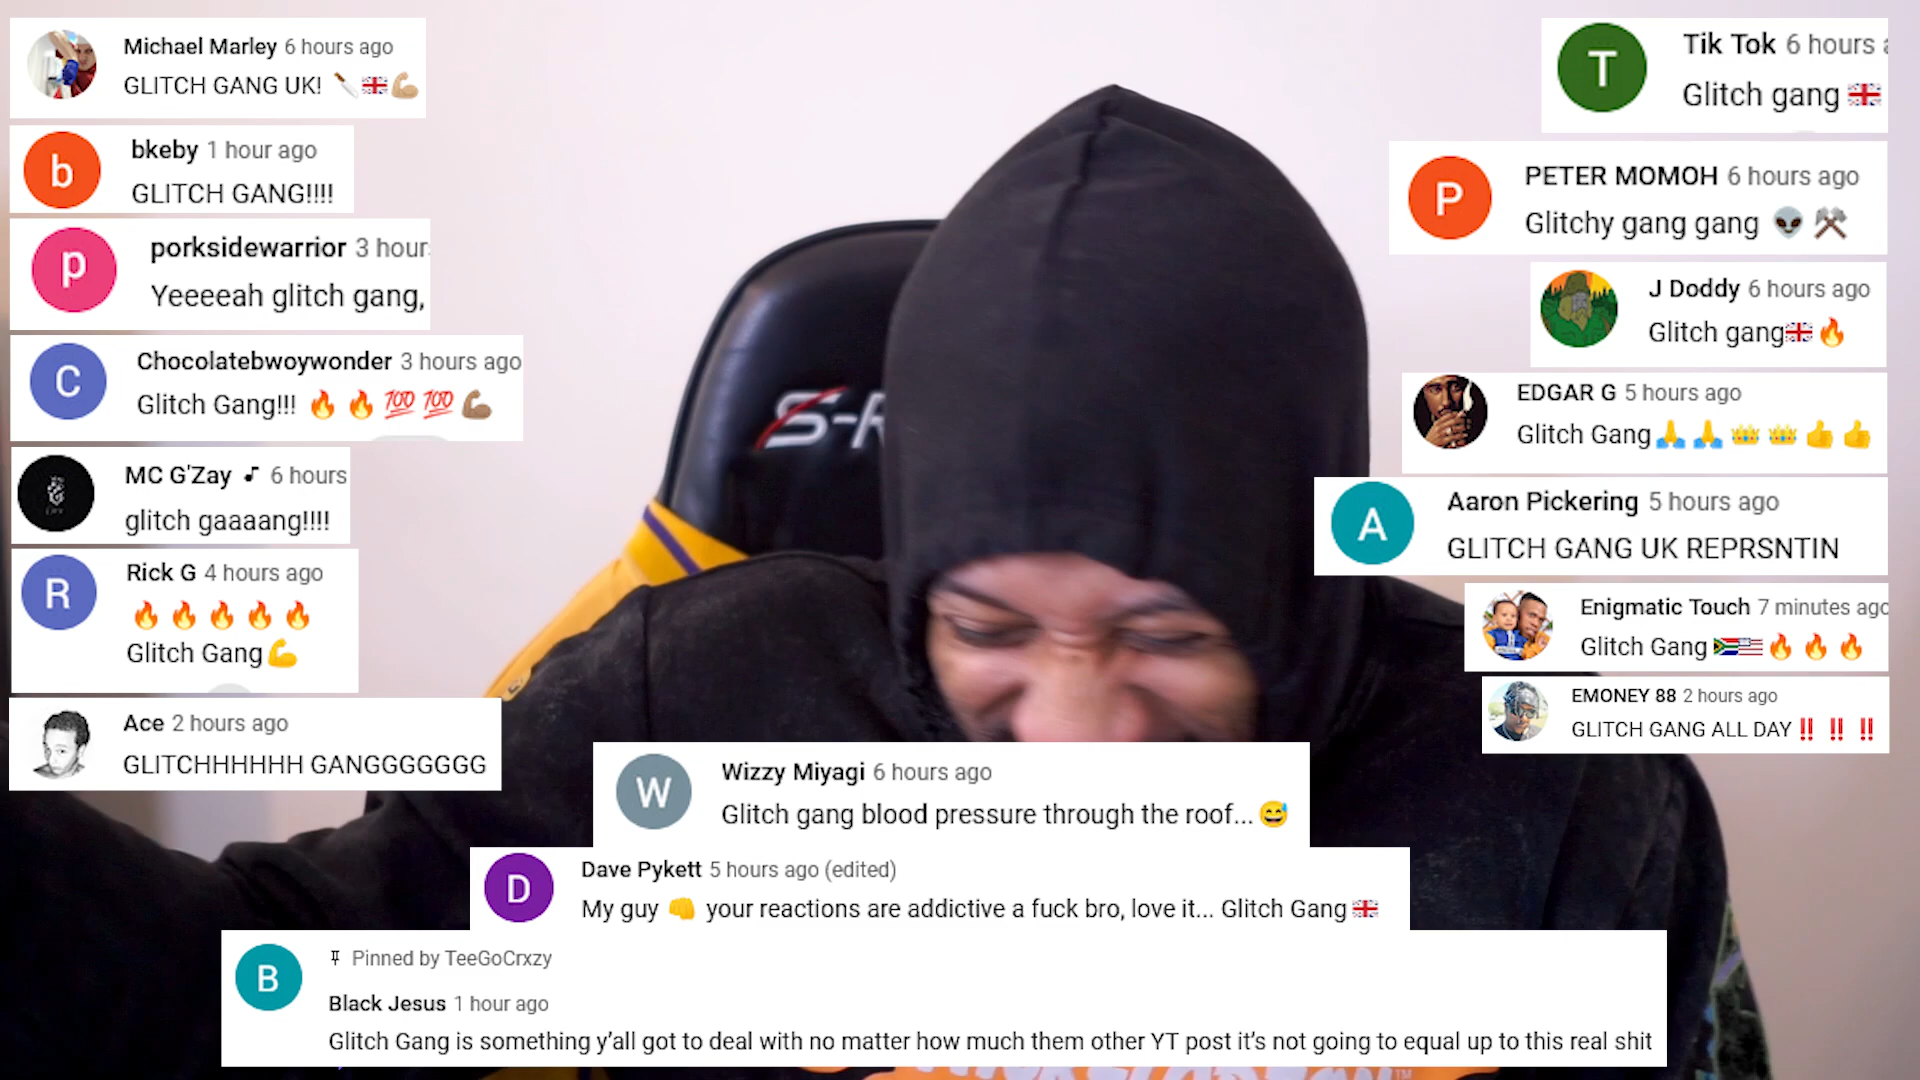 Michael Marley 6 hours ago
GLITCH GANG UK! 🔪🇬🇧💪🏼
b
bkeby 1 hour ago
GLITCH GANG!!!!
p
porksidewarrior 3 hour
Yeeeeah glitch gang,
C
Chocolatebwoywonder 3 hours ago
Glitch Gang!!! 🔥 🔥 💯 💯 💪🏽
MC G'Zay ♪ 6 hours
glitch gaaaang!!!!
R
Rick G 4 hours ago
🔥 🔥 🔥 🔥 🔥
Glitch Gang💪
Ace 2 hours ago
GLITCHHHHHH GANGGGGGGG
S-R
T
Tik Tok 6 hours a
Glitch gang 🇬🇧
P
PETER MOMOH 6 hours ago
Glitchy gang gang 👽 ⚒
J Doddy 6 hours ago
Glitch gang🇬🇧🔥
EDGAR G 5 hours ago
Glitch Gang🙏 🙏 👑 👑 👍 👍
A
Aaron Pickering 5 hours ago
GLITCH GANG UK REPRSNTIN
Enigmatic Touch 7 minutes ago
Glitch Gang 🇿🇦🇺🇸🔥 🔥 🔥
EMONEY 88 2 hours ago
GLITCH GANG ALL DAY‼️ ‼️ ‼️
W
Wizzy Miyagi 6 hours ago
Glitch gang blood pressure through the roof...😅
D
Dave Pykett 5 hours ago (edited)
My guy 👊 your reactions are addictive a fuck bro, love it... Glitch Gang🇬🇧
B
Pinned by TeeGoCrxzy
Black Jesus 1 hour ago
Glitch Gang is something y'all got to deal with no matter how much them other YT post it's not going to equal up to this real shit